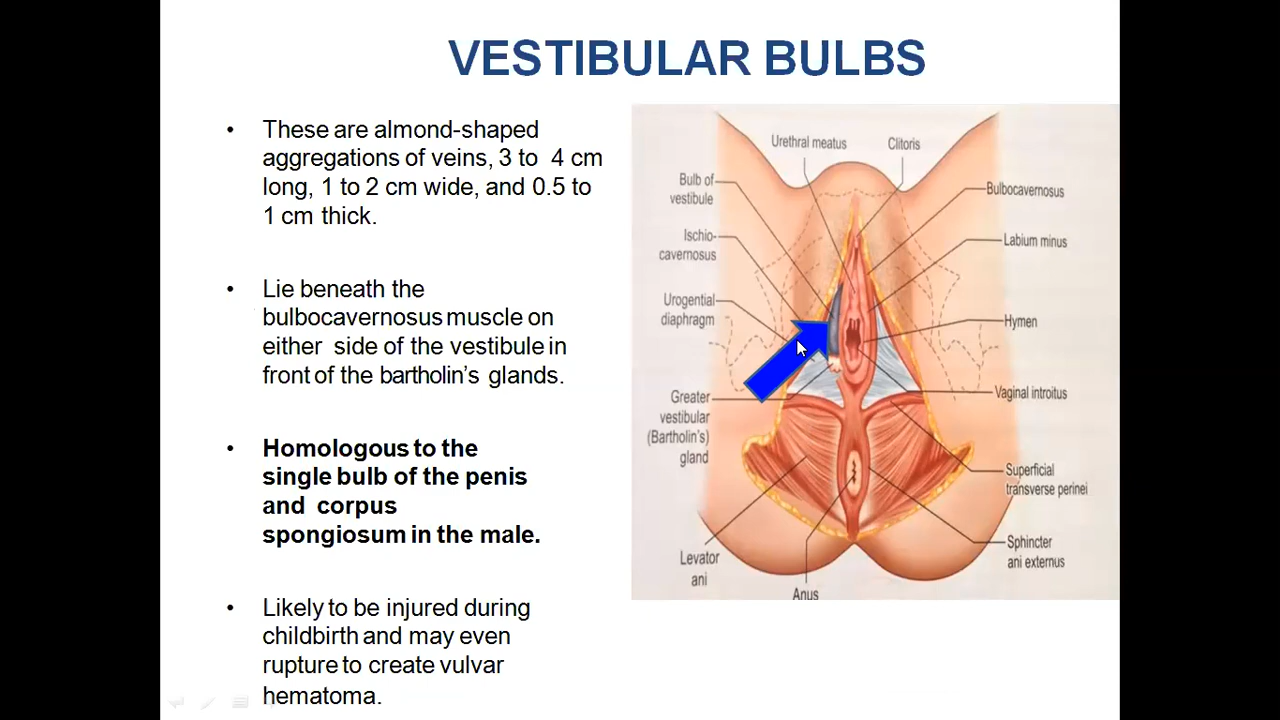 VESTIBULAR BULBS
• These are almond-shaped
aggregations of veins, 3 to 4 cm
long, 1 to 2 cm wide, and 0.5 to
1 cm thick.
• Lie beneath the
bulbocavernosus muscle on
either side of the vestibule in
front of the bartholin's glands.
• Homologous to the
single bulb of the penis
and corpus
spongiosum in the male.
• Likely to be injured during
childbirth and may even
rupture to create vulvar
hematoma.
Urethral meatus
Clitoris
Bulb of
vestibule
Ischio-
cavernosus
Urogential
diaphragm
Greater
vestibular
(Bartholin's)
gland
Levator
ani
Anus
Bulbocavernosus
Labium minus
Hymen
Vaginal introitus
Superficial
transverse perinei
Sphincter
ani externus